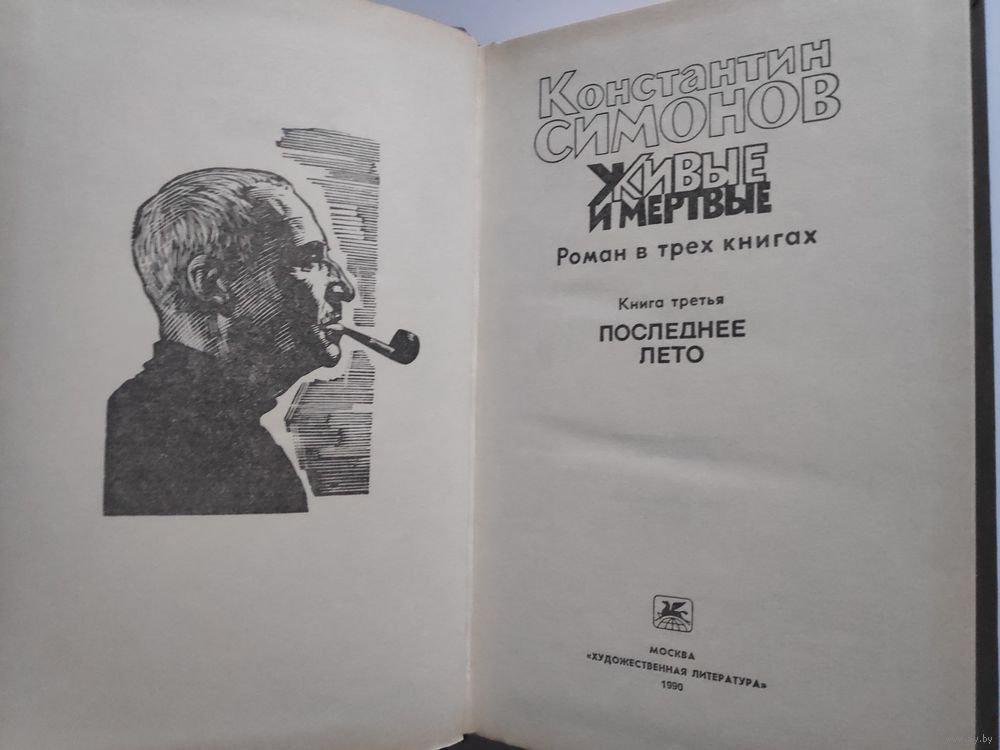 Константин
СИМОНОВ
ЖИВЫЕ
И МЕРТВЫЕ
Роман в трех книгах
Книга третья
ПОСЛЕДНЕЕ
ЛЕТО
МОСКВА
«ХУДОЖЕСТВЕННАЯ ЛИТЕРАТУРА»
1990